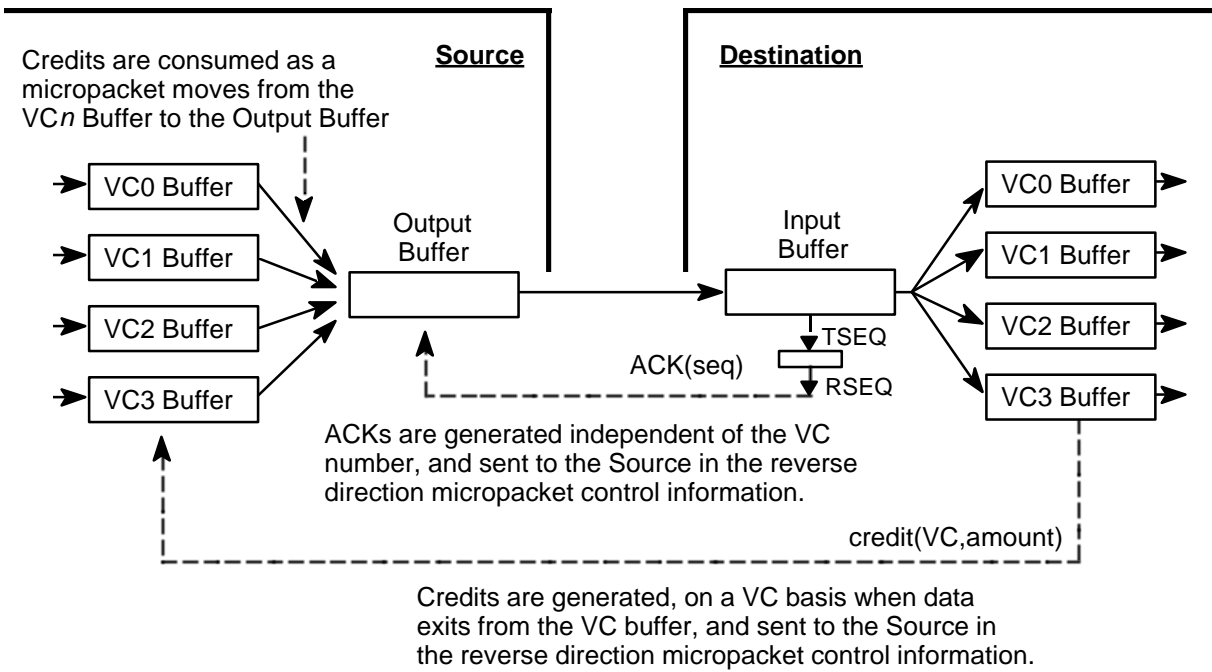 Credits are consumed as a
micropacket moves from the
VCn Buffer to the Output Buffer
Source
Destination
VC0 Buffer
VC1 Buffer
VC2 Buffer
VC3 Buffer
Output
Buffer
Input
Buffer
VC0 Buffer
VC1 Buffer
VC2 Buffer
VC3 Buffer
TSEQ
ACK(seq)
RSEQ
ACKs are generated independent of the VC
number, and sent to the Source in the reverse
direction micropacket control information.
credit(VC,amount)
Credits are generated, on a VC basis when data
exits from the VC buffer, and sent to the Source in
the reverse direction micropacket control information.